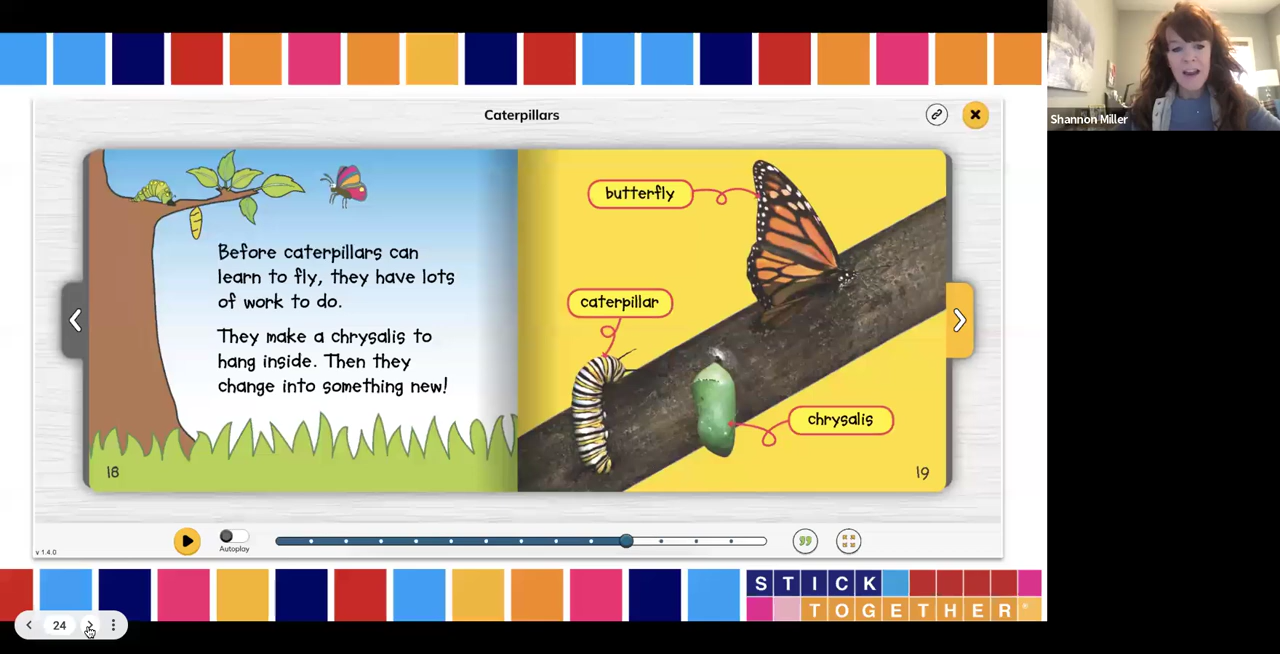 Shannon Miller
Caterpillars
Before caterpillars can
learn to fly, they have lots
of work to do.
They make a chrysalis to
hang inside. Then they
change into something new!
18
butterfly
caterpillar
chrysalis
19
Autoplay
v 1.4.0
STICK
TOGETHER
24